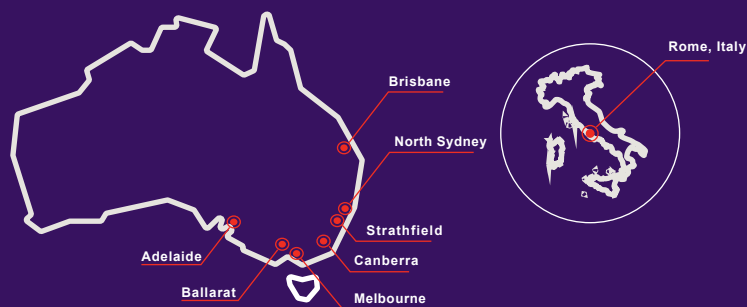 Rome, Italy
Brisbane
North Sydney
Strathfield
Adelaide
Canberra
Ballarat
Melbourne